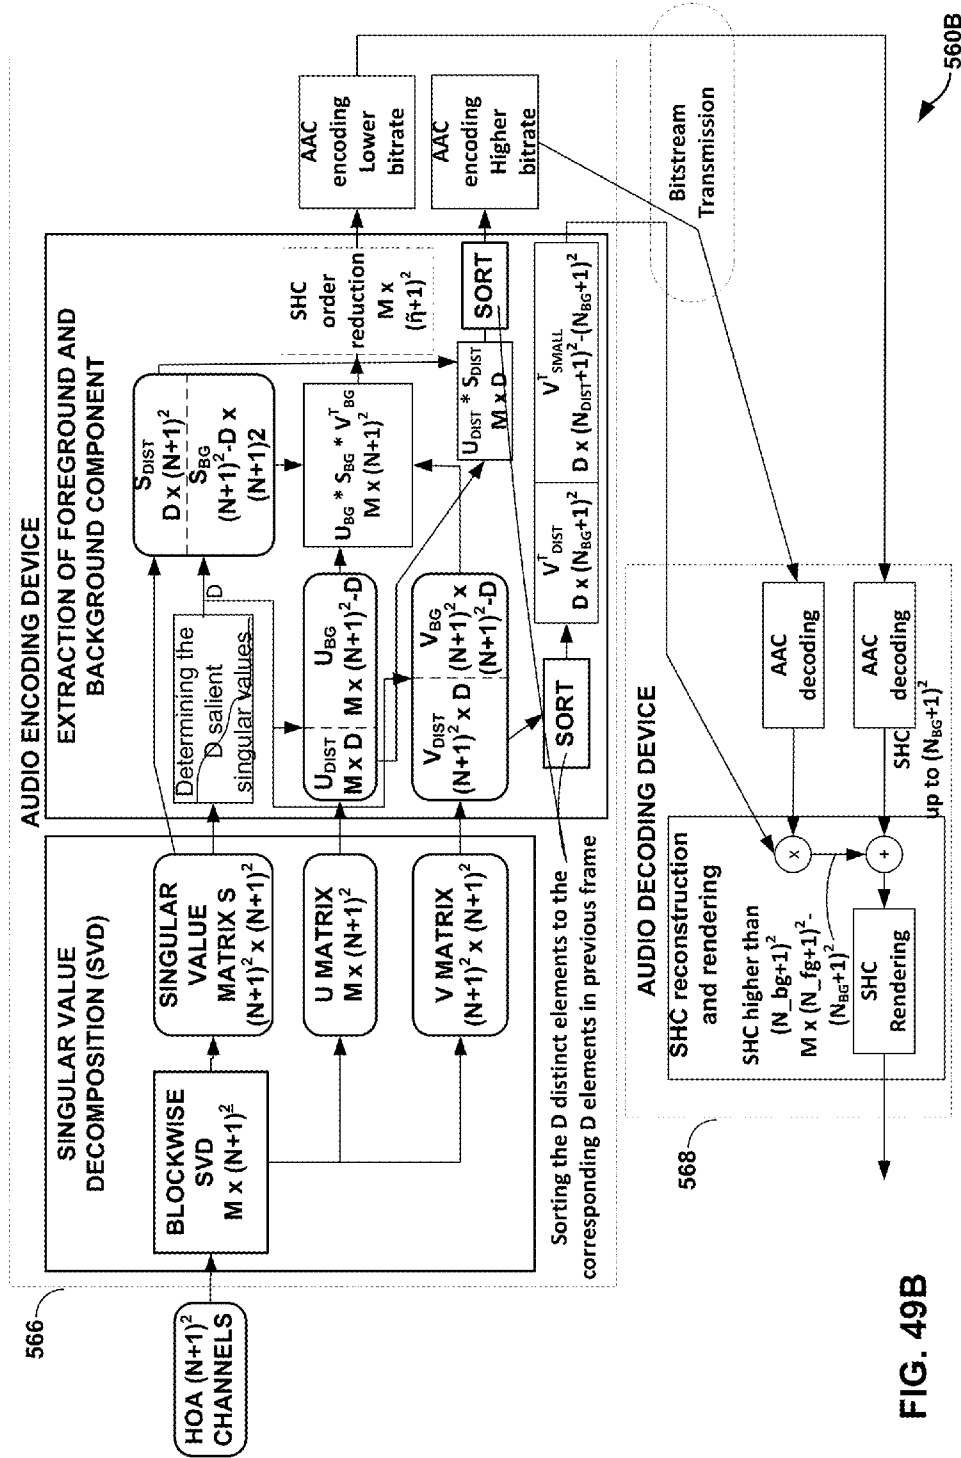 566
AUDIO ENCODING DEVICE
HOA (N+1)²
CHANNELS
SINGULAR VALUE
DECOMPOSITION (SVD)
BLOCKWISE
SVD
M x (N+1)²
SINGULAR
VALUE
MATRIX S
(N+1)² x (N+1)²
U MATRIX
M x (N+1)²
V MATRIX
(N+1)² x (N+1)²
EXTRACTION OF FOREGROUND AND
BACKGROUND COMPONENT
Determining the
D salient
singular values
D
S_DIST
D x (N+1)²
S_BG
(N+1)²-D x
(N+1)2
U_DIST
M x D
U_BG
M x (N+1)²-D
V_DIST
(N+1)² x D
V_BG
(N+1)² x
(N+1)²-D
U_BG * S_BG * V^T_BG
M x (N+1)²
SHC
order
reduction
M x
(ñ+1)²
U_DIST * S_DIST
M x D
SORT
SORT
V^T_DIST
D x (N_BG+1)²
V^T_SMALL
D x (N_DIST+1)²-(N_BG+1)²
AAC
encoding
Lower
bitrate
AAC
encoding
Higher
bitrate
Sorting the D distinct elements to the
corresponding D elements in previous frame
Bitstream
Transmission
568
AUDIO DECODING DEVICE
SHC reconstruction
and rendering
SHC higher than
(N_bg+1)²
M x (N_fg+1)²-
(N_BG+1)²
x
+
SHC
Rendering
AAC
decoding
AAC
decoding
SHC
up to (N_BG+1)²
FIG. 49B
560B